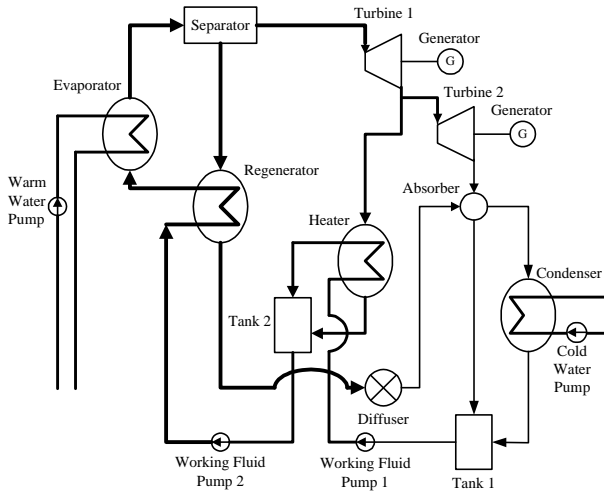 Turbine 1
Separator
Generator
G
Turbine 2
Evaporator
Generator
G
Regenerator
Warm
Water
Pump
Absorber
Heater
Condenser
Tank 2
Cold
Water
Pump
Diffuser
Working Fluid
Pump 2
Working Fluid
Pump 1
Tank 1